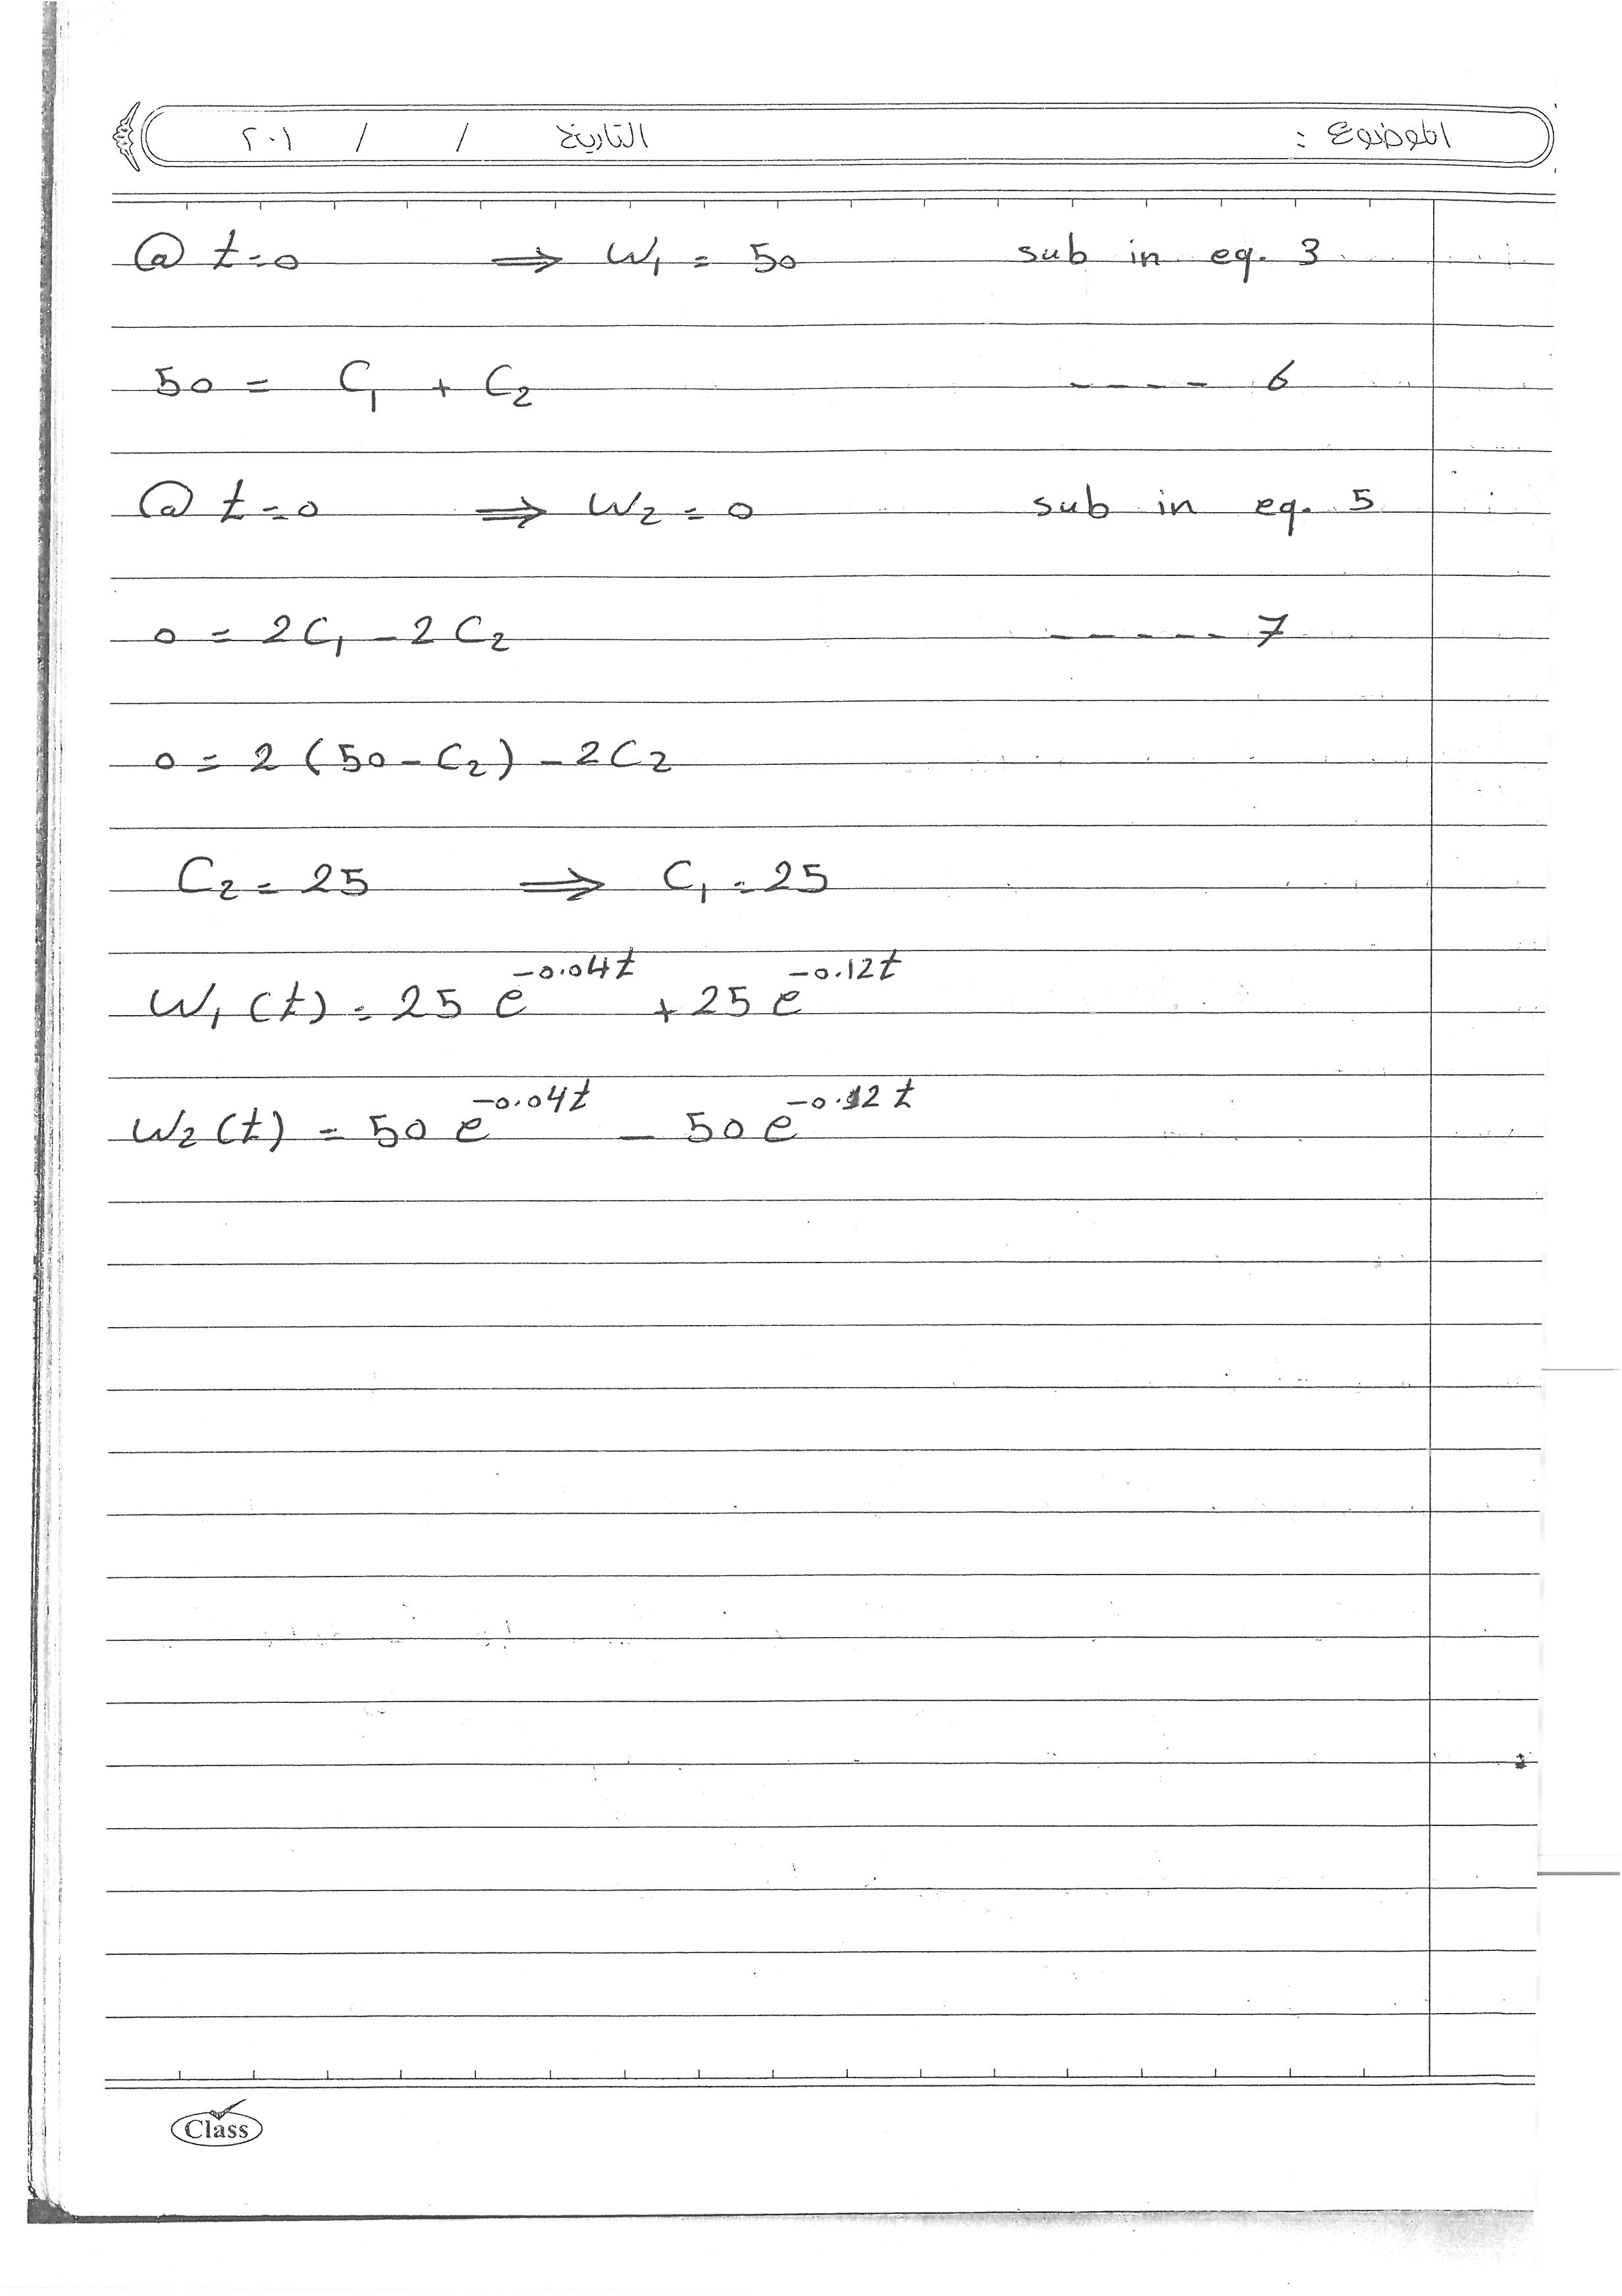 الموضوع : التاريخ / / ٢٠١
@ t=0 ⇒ W₁ = 50 sub in eq. 3
50 = C₁ + C₂ ---- 6
@ t=0 ⇒ W₂ = 0 sub in eq. 5
0 = 2C₁ - 2C₂ ------ 7
0 = 2 (50 - C₂) - 2C₂
C₂ = 25 ⇒ C₁ = 25
W₁(t) = 25 e^{-0.04t} + 25 e^{-0.12t}
W₂(t) = 50 e^{-0.04t} - 50 e^{-0.12t}
Class